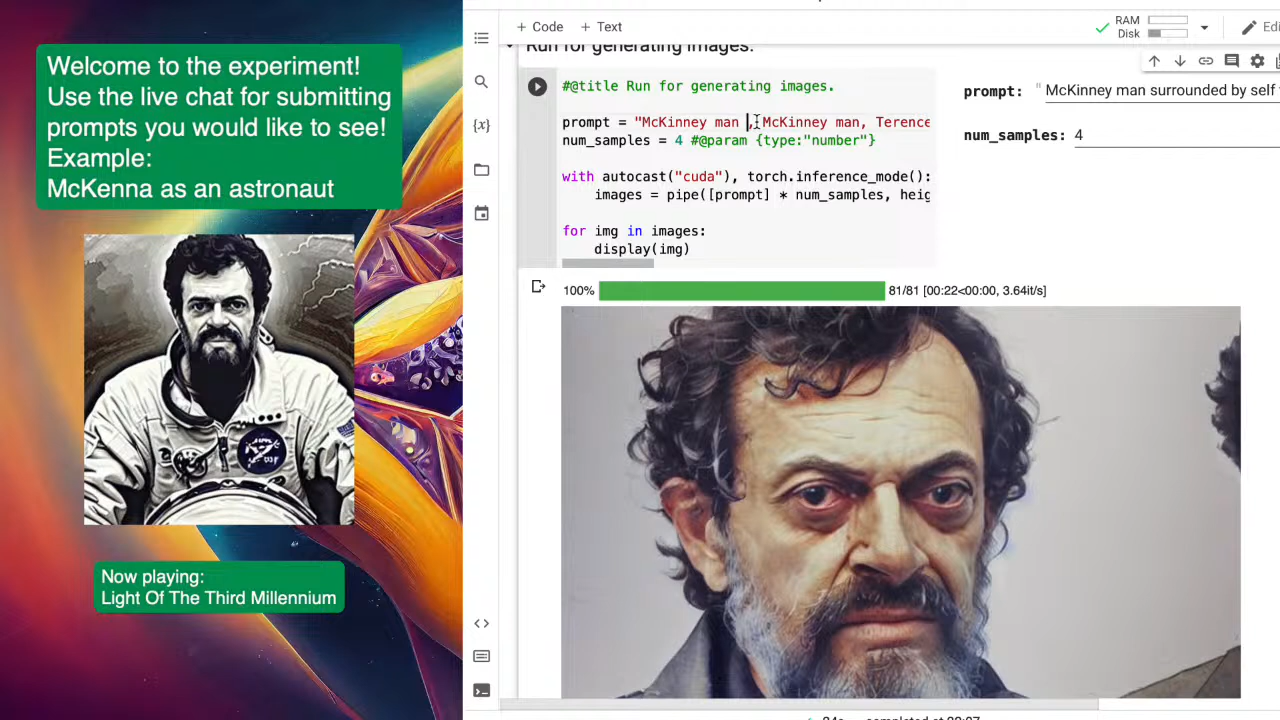 Welcome to the experiment!
Use the live chat for submitting
prompts you would like to see!
Example:
McKenna as an astronaut
Now playing:
Light Of The Third Millennium
+ Code + Text
RAM
Disk
Run for generating images.
#@title Run for generating images.
prompt = "McKinney man , McKinney man, Terence
num_samples = 4 #@param {type:"number"}
with autocast("cuda"), torch.inference_mode():
images = pipe([prompt] * num_samples, heig
for img in images:
display(img)
prompt: " McKinney man surrounded by self
num_samples: 4
100% 81/81 [00:22<00:00, 3.64it/s]